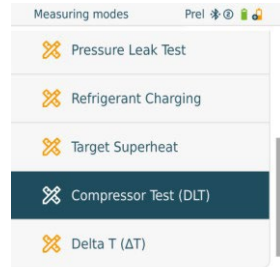 Measuring modes Prel
Pressure Leak Test
Refrigerant Charging
Target Superheat
Compressor Test (DLT)
Delta T (ΔT)